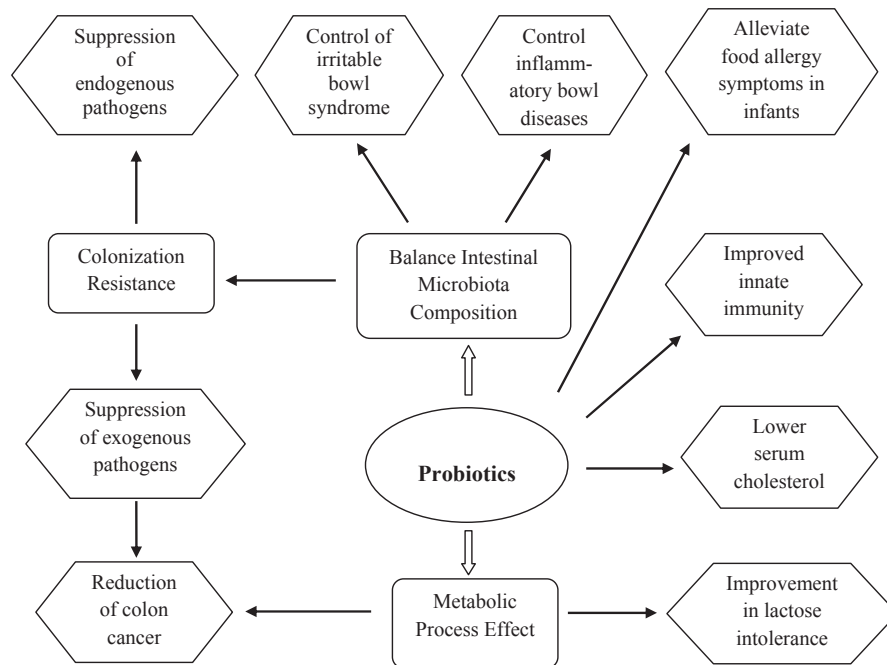 Suppression
of
endogenous
pathogens
Control of
irritable
bowl
syndrome
Control
inflamm-
atory bowl
diseases
Alleviate
food allergy
symptoms in
infants
Colonization
Resistance
Balance Intestinal
Microbiota
Composition
Improved
innate
immunity
Suppression
of exogenous
pathogens
Probiotics
Lower
serum
cholesterol
Reduction
of colon
cancer
Metabolic
Process Effect
Improvement
in lactose
intolerance